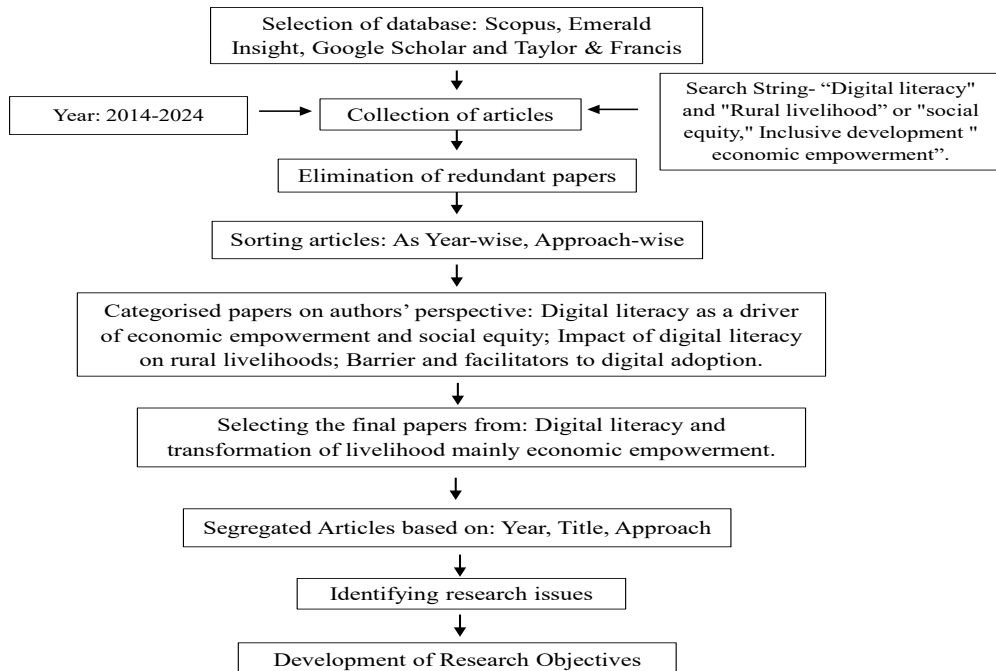 Selection of database: Scopus, Emerald
Insight, Google Scholar and Taylor & Francis
Year: 2014-2024
Collection of articles
Search String- “Digital literacy"
and "Rural livelihood” or "social
equity," Inclusive development "
economic empowerment”.
Elimination of redundant papers
Sorting articles: As Year-wise, Approach-wise
Categorised papers on authors’ perspective: Digital literacy as a driver
of economic empowerment and social equity; Impact of digital literacy
on rural livelihoods; Barrier and facilitators to digital adoption.
Selecting the final papers from: Digital literacy and
transformation of livelihood mainly economic empowerment.
Segregated Articles based on: Year, Title, Approach
Identifying research issues
Development of Research Objectives